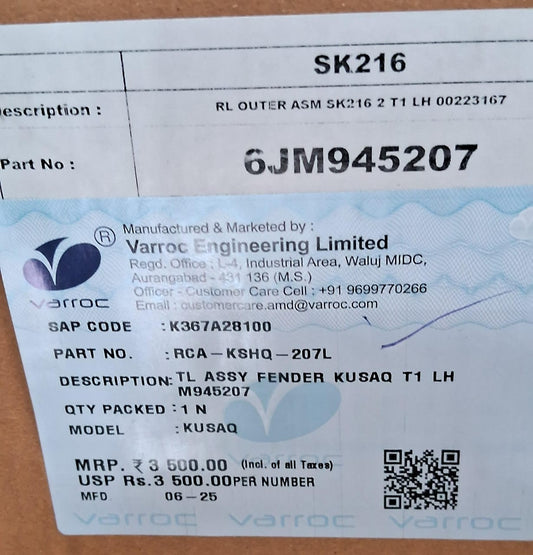 SK216
escription : RL OUTER ASM SK216 2 T1 LH 00223167
Part No : 6JM945207
Manufactured & Marketed by :
® Varroc Engineering Limited
Regd. Office : L-4, Industrial Area, Waluj MIDC,
Aurangabad - 431 136 (M.S.)
Officer - Customer Care Cell : +91 9699770266
Email : customercare.amd@varroc.com
varroc
SAP CODE : K367A28100
PART NO. : RCA-KSHQ-207L
DESCRIPTION: TL ASSY FENDER KUSAQ T1 LH
M945207
QTY PACKED : 1 N
MODEL : KUSAQ
MRP. ₹ 3 500.00 (Incl. of all Taxes)
USP Rs.3 500.00 PER NUMBER
MFD 06-25
varroc varroc varroc